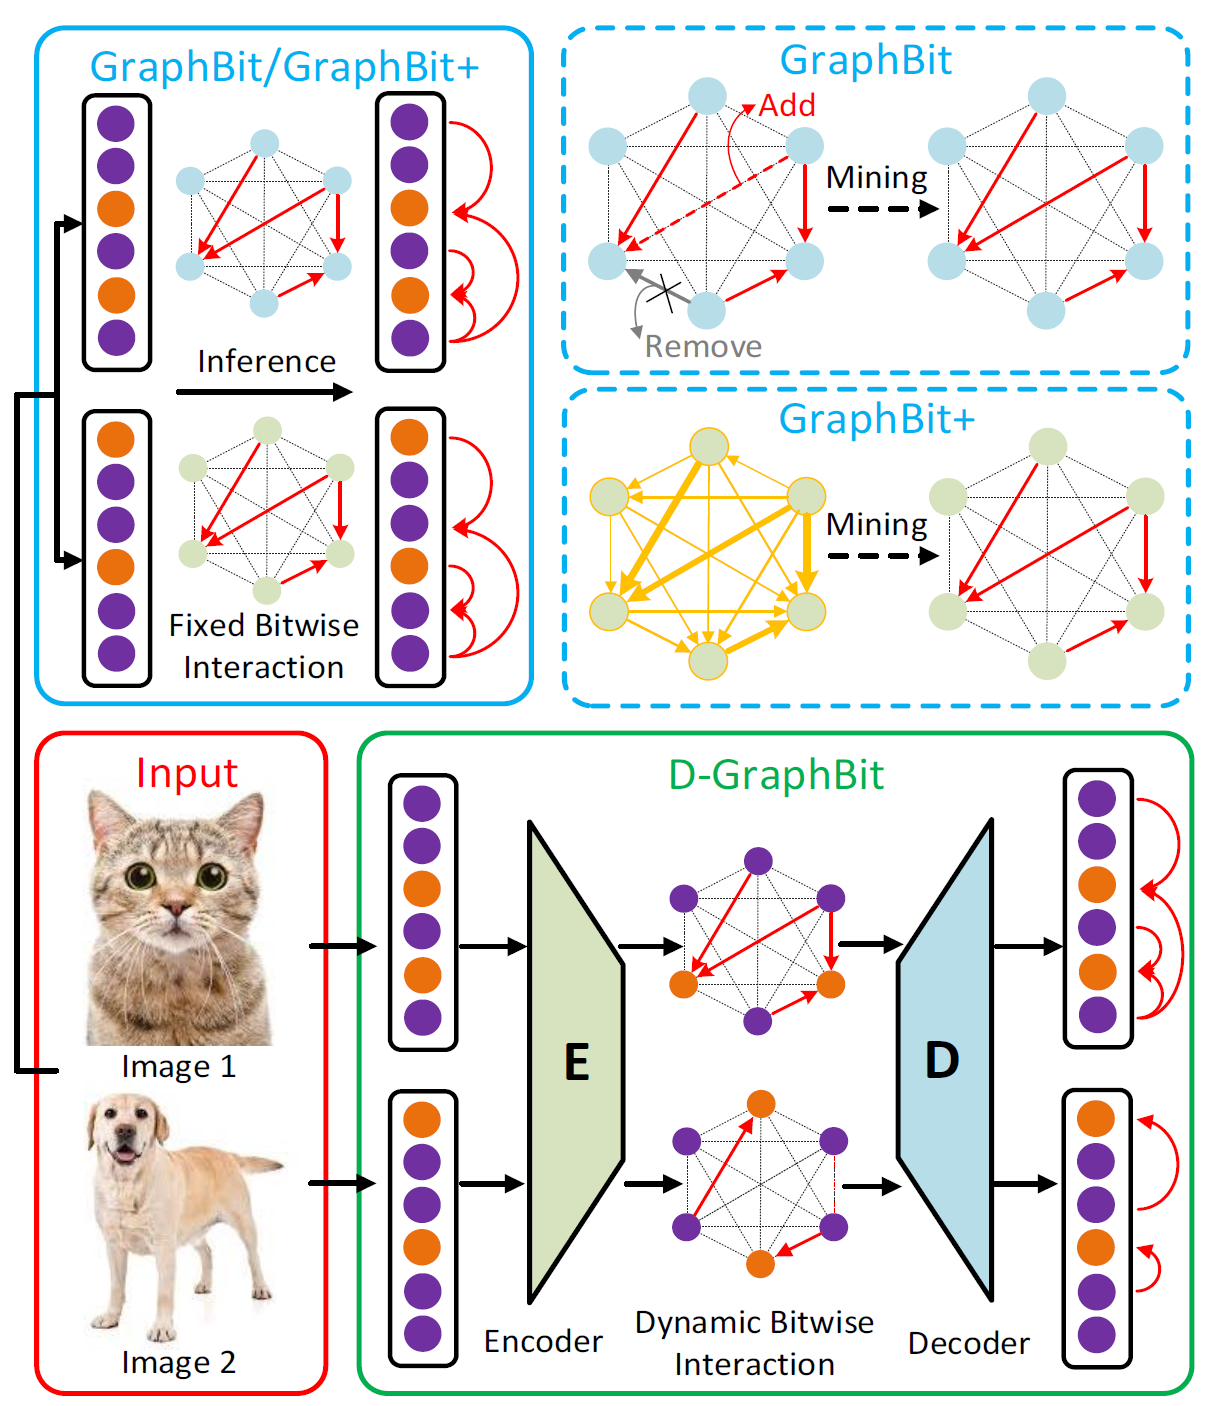 GraphBit/GraphBit+
Inference
Fixed Bitwise
Interaction
GraphBit
Add
Mining
Remove
GraphBit+
Mining
Input
Image 1
Image 2
D-GraphBit
E
D
Encoder
Dynamic Bitwise
Interaction
Decoder